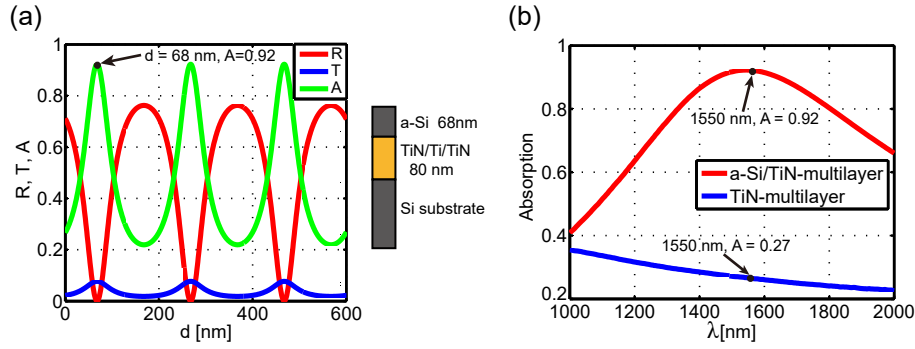 (a)
1
0.8
0.6
0.4
0.2
0
R, T, A
d = 68 nm, A=0.92
R
T
A
0
200
400
600
d [nm]
a-Si 68nm
TiN/Ti/TiN
80 nm
Si substrate
(b)
1
0.8
0.6
0.4
0.2
Absorption
1550 nm, A = 0.92
a-Si/TiN-multilayer
TiN-multilayer
1550 nm, A = 0.27
1000
1200
1400
1600
1800
2000
λ[nm]